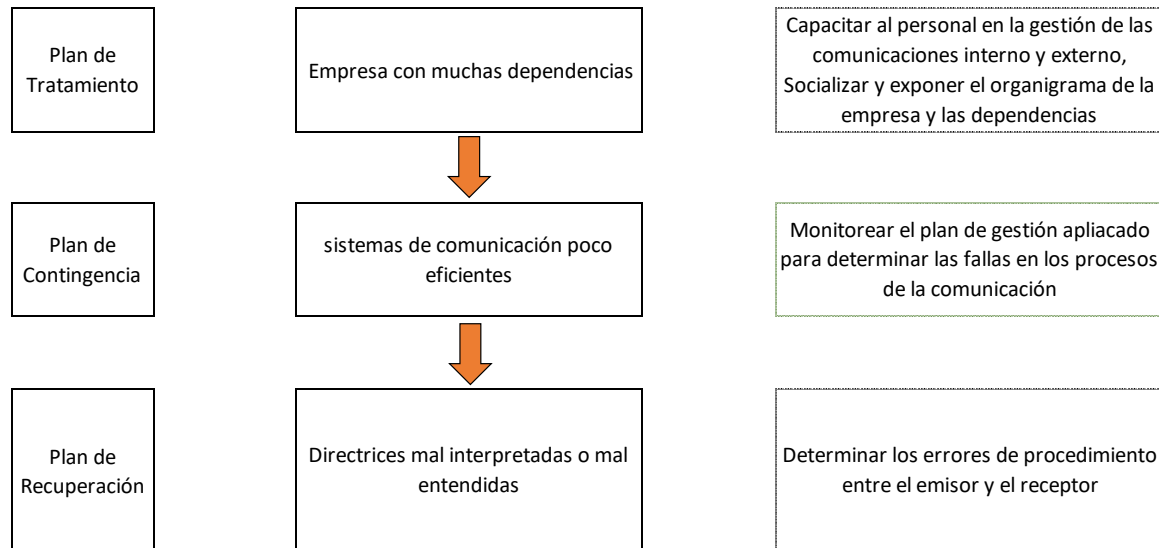 Plan de
Tratamiento
Empresa con muchas dependencias
Capacitar al personal en la gestión de las
comunicaciones interno y externo,
Socializar y exponer el organigrama de la
empresa y las dependencias
Plan de
Contingencia
sistemas de comunicación poco
eficientes
Monitorear el plan de gestión apliacado
para determinar las fallas en los procesos
de la comunicación
Plan de
Recuperación
Directrices mal interpretadas o mal
entendidas
Determinar los errores de procedimiento
entre el emisor y el receptor